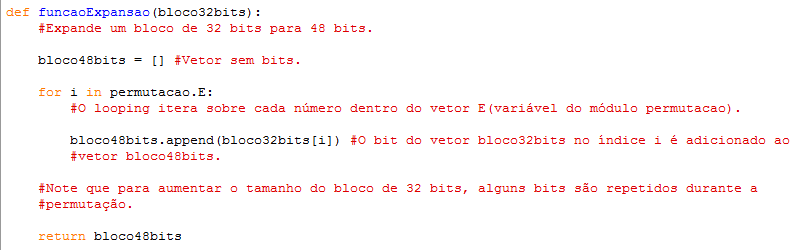 def funcaoExpansao(bloco32bits):
#Expande um bloco de 32 bits para 48 bits.
bloco48bits = [] #Vetor sem bits.
for i in permutacao.E:
#O looping itera sobre cada número dentro do vetor E(variável do módulo permutacao).
bloco48bits.append(bloco32bits[i]) #O bit do vetor bloco32bits no índice i é adicionado ao
#vetor bloco48bits.
#Note que para aumentar o tamanho do bloco de 32 bits, alguns bits são repetidos durante a
#permutação.
return bloco48bits